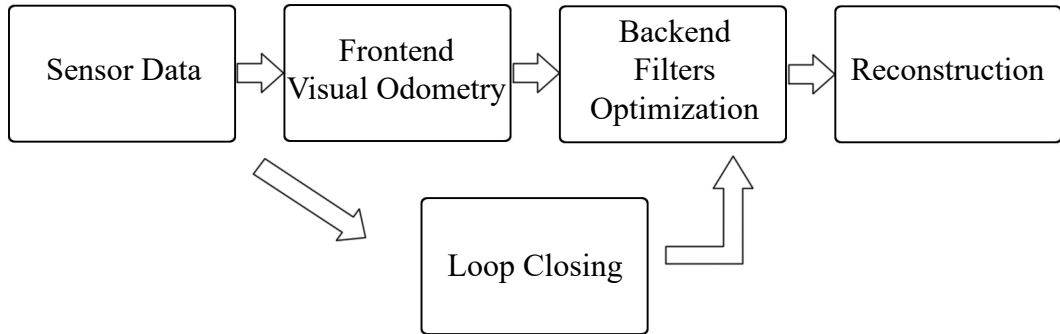 Sensor Data
Frontend
Visual Odometry
Backend
Filters
Optimization
Reconstruction
Loop Closing